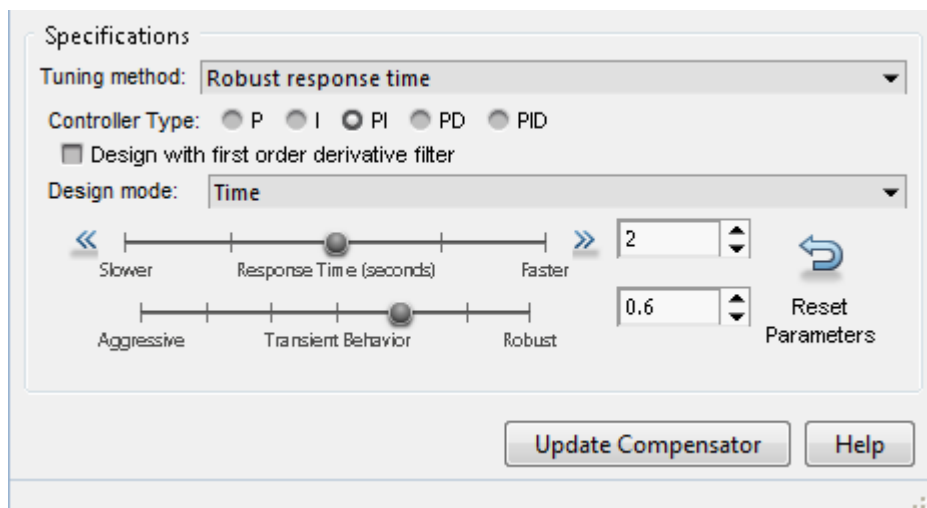 Specifications
Tuning method: Robust response time
Controller Type: P I PI PD PID
Design with first order derivative filter
Design mode: Time
2
Slower Response Time (seconds) Faster
0.6 Reset
Aggressive Transient Behavior Robust Parameters
Update Compensator Help